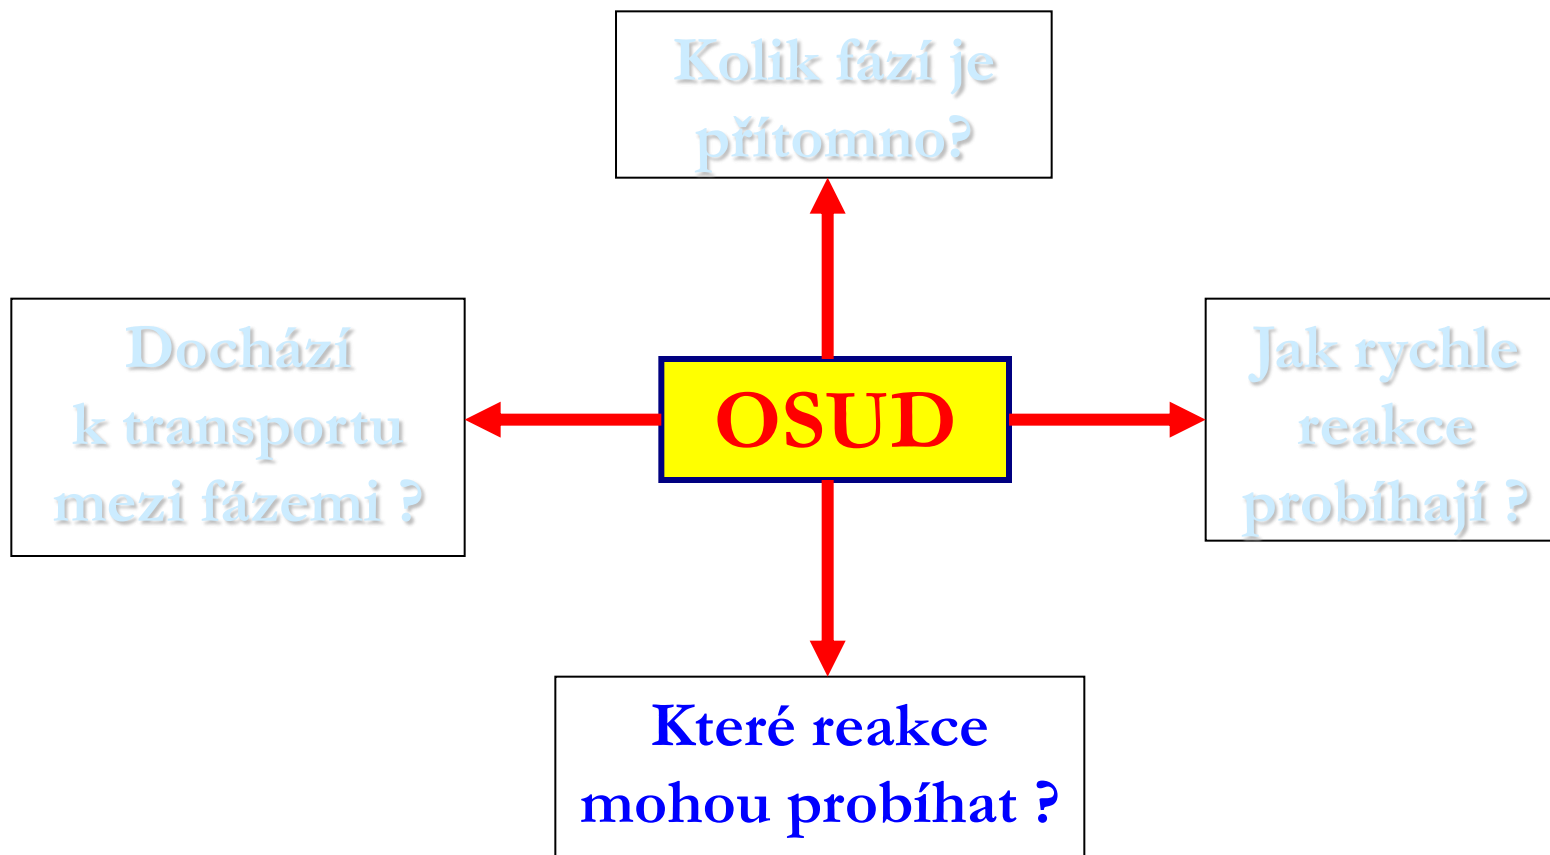 Kolik fází je
přítomno?
Dochází
k transportu
mezi fázemi ?
OSUD
Jak rychle
reakce
probíhají ?
Které reakce
mohou probíhat ?